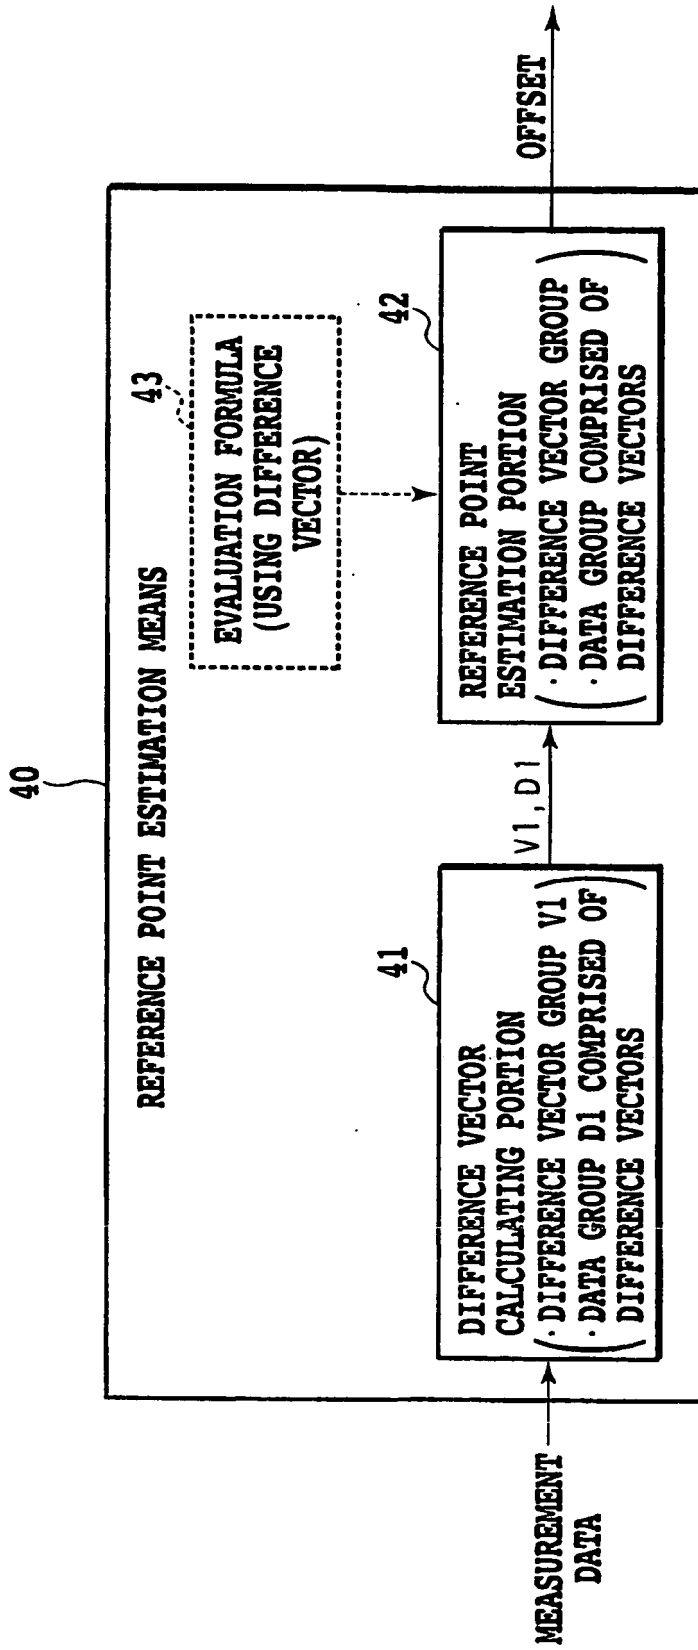 40
REFERENCE POINT ESTIMATION MEANS
43
EVALUATION FORMULA
(USING DIFFERENCE
VECTOR)
MEASUREMENT
DATA
41
DIFFERENCE VECTOR
CALCULATING PORTION
(·DIFFERENCE VECTOR GROUP V1
·DATA GROUP D1 COMPRISED OF
DIFFERENCE VECTORS)
V1,D1
42
REFERENCE POINT
ESTIMATION PORTION
(·DIFFERENCE VECTOR GROUP
·DATA GROUP COMPRISED OF
DIFFERENCE VECTORS)
OFFSET